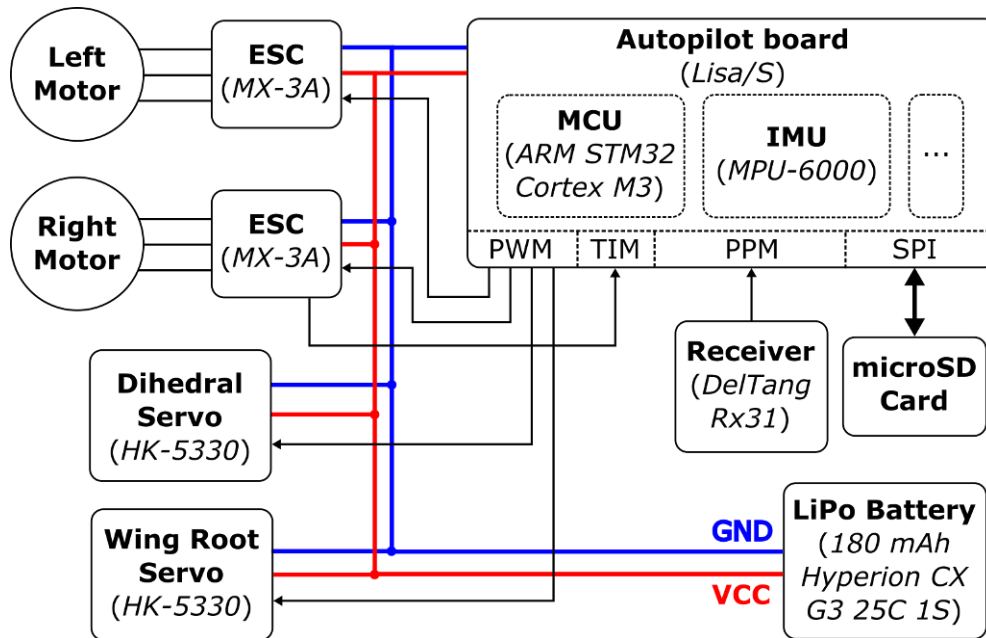 Left
Motor
ESC
(MX-3A)
Autopilot board
(Lisa/S)
MCU
(ARM STM32
Cortex M3)
IMU
(MPU-6000)
...
Right
Motor
ESC
(MX-3A)
PWM
TIM
PPM
SPI
Dihedral
Servo
(HK-5330)
Receiver
(DelTang
Rx31)
microSD
Card
Wing Root
Servo
(HK-5330)
GND
VCC
LiPo Battery
(180 mAh
Hyperion CX
G3 25C 1S)